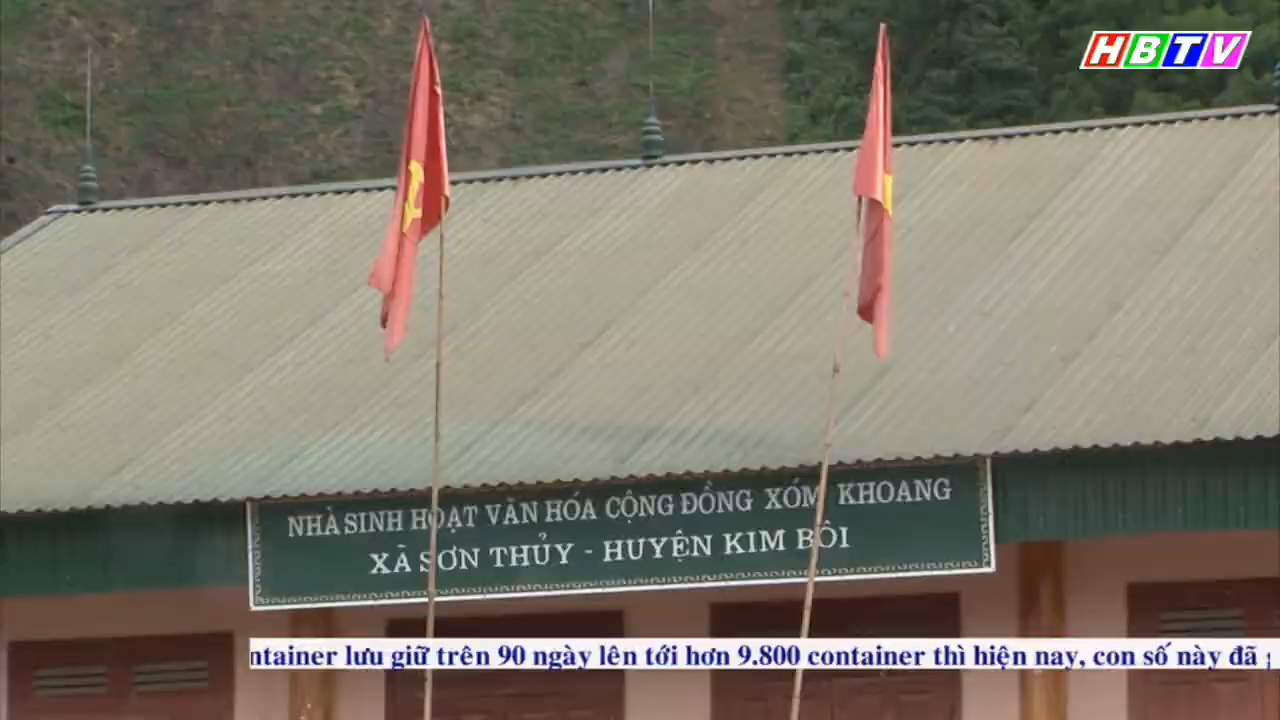 HBTV
NHÀ SINH HOẠT VĂN HÓA CỘNG ĐỒNG XÓM KHOANG
XÃ SƠN THỦY - HUYỆN KIM BÔI
ntainer lưu giữ trên 90 ngày lên tới hơn 9.800 container thì hiện nay, con số này đã